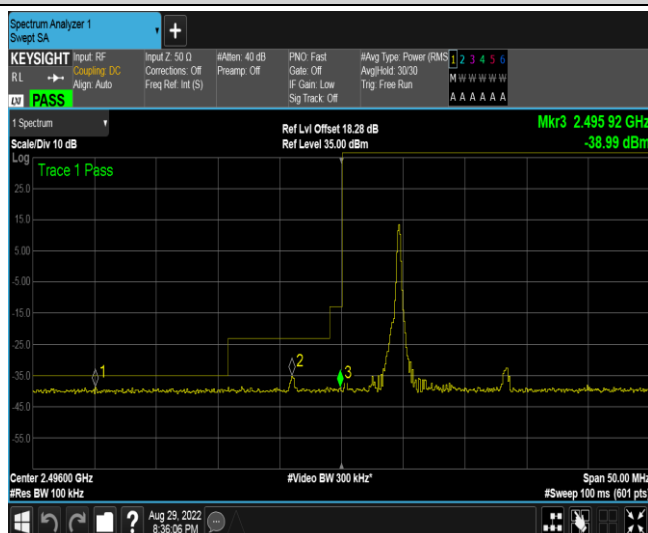 Spectrum Analyzer 1
Swept SA
+
KEYSIGHT
RL
LXI PASS
Input: RF
Coupling: DC
Align: Auto
Input Z: 50 Ω
Corrections: Off
Freq Ref: Int (S)
#Atten: 40 dB
Preamp: Off
PNO: Fast
Gate: Off
IF Gain: Low
Sig Track: Off
#Avg Type: Power (RMS
Avg|Hold: 30/30
Trig: Free Run
1 2 3 4 5 6
M W W W W W
A A A A A A
1 Spectrum
Scale/Div 10 dB
Ref Lvl Offset 18.28 dB
Ref Level 35.00 dBm
Mkr3 2.495 92 GHz
-38.99 dBm
Log
Trace 1 Pass
25.0
15.0
5.00
-5.00
-15.0
-25.0
-35.0
-45.0
-55.0
1
2
3
Center 2.49600 GHz
#Video BW 300 kHz*
Span 50.00 MHz
#Res BW 100 kHz
#Sweep 100 ms (601 pts)
?
Aug 29, 2022
8:36:06 PM